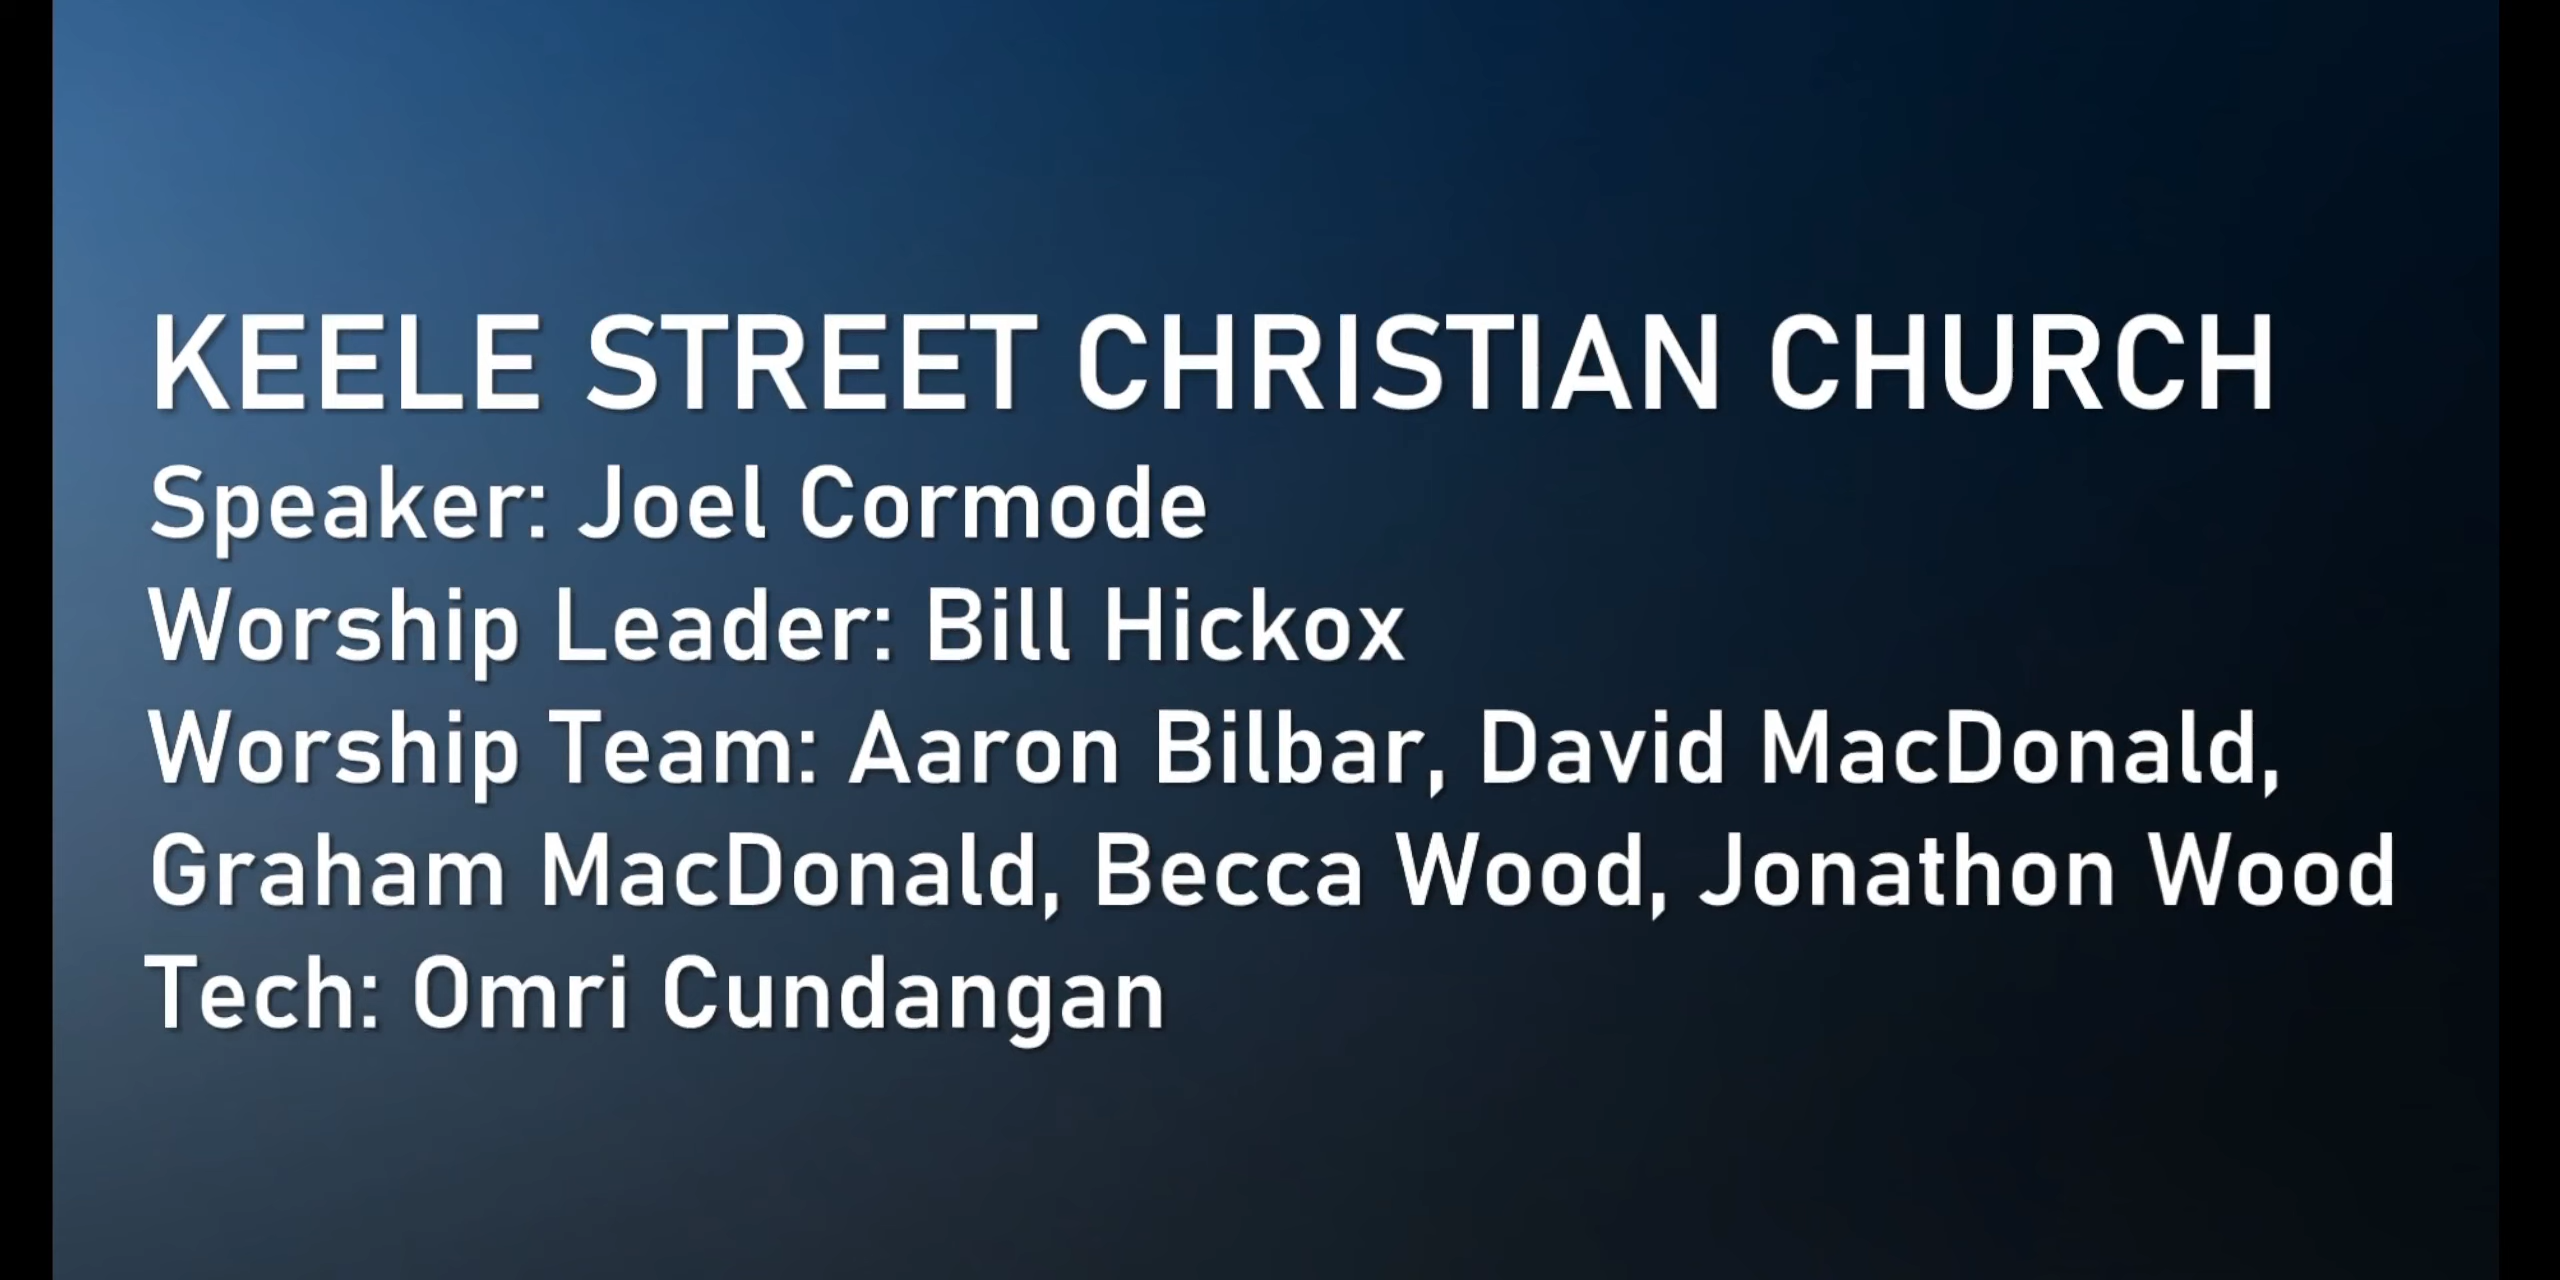 KEELE STREET CHRISTIAN CHURCH
Speaker: Joel Cormode
Worship Leader: Bill Hickox
Worship Team: Aaron Bilbar, David MacDonald,
Graham MacDonald, Becca Wood, Jonathon Wood
Tech: Omri Cundangan